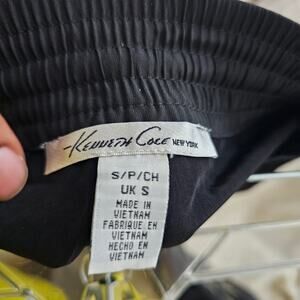 Kenneth Cole NEW YORK
S/P/CH
UK S
MADE IN
VIETNAM
FABRIQUE EN
VIETNAM
HECHO EN
VIETNAM